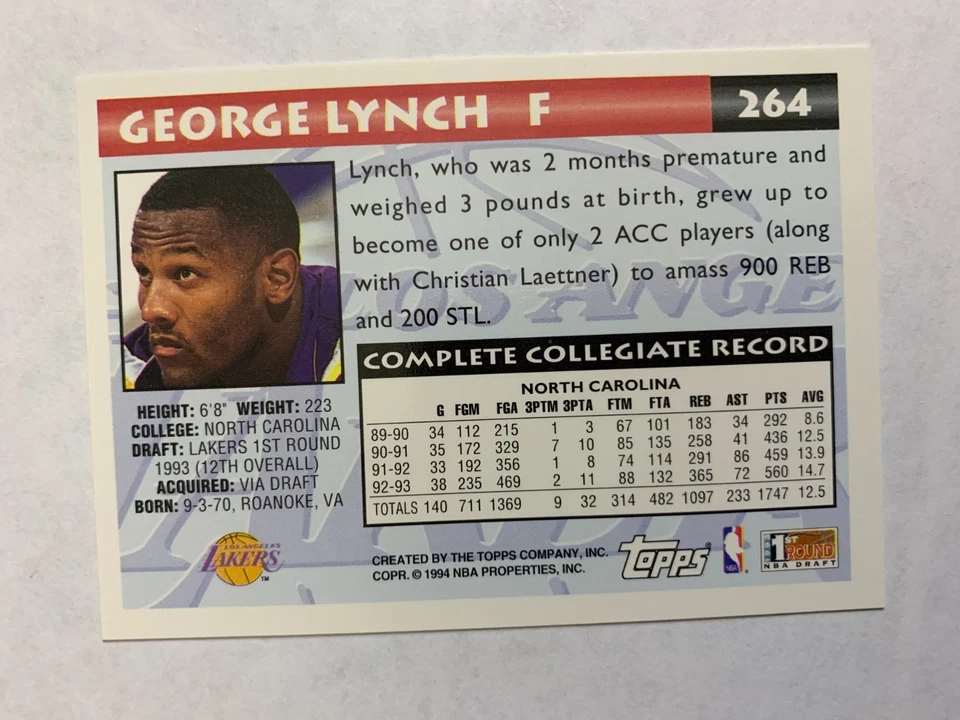 GEORGE LYNCH F 264
Lynch, who was 2 months premature and
weighed 3 pounds at birth, grew up to
become one of only 2 ACC players (along
with Christian Laettner) to amass 900 REB
and 200 STL.
LOS ANGE
HEIGHT: 6'8" WEIGHT: 223
COLLEGE: NORTH CAROLINA
DRAFT: LAKERS 1ST ROUND
1993 (12TH OVERALL)
ACQUIRED: VIA DRAFT
BORN: 9-3-70, ROANOKE, VA
COMPLETE COLLEGIATE RECORD
NORTH CAROLINA
G FGM FGA 3PTM 3PTA FTM FTA REB AST PTS AVG
89-90 34 112 215 1 3 67 101 183 34 292 8.6
90-91 35 172 329 7 10 85 135 258 41 436 12.5
91-92 33 192 356 1 8 74 114 291 86 459 13.9
92-93 38 235 469 2 11 88 132 365 72 560 14.7
TOTALS 140 711 1369 9 32 314 482 1097 233 1747 12.5
LOS ANGELES
LAKERS
TM
CREATED BY THE TOPPS COMPANY, INC.
COPR. © 1994 NBA PROPERTIES, INC.
topps
NBA
1ST
ROUND
NBA DRAFT